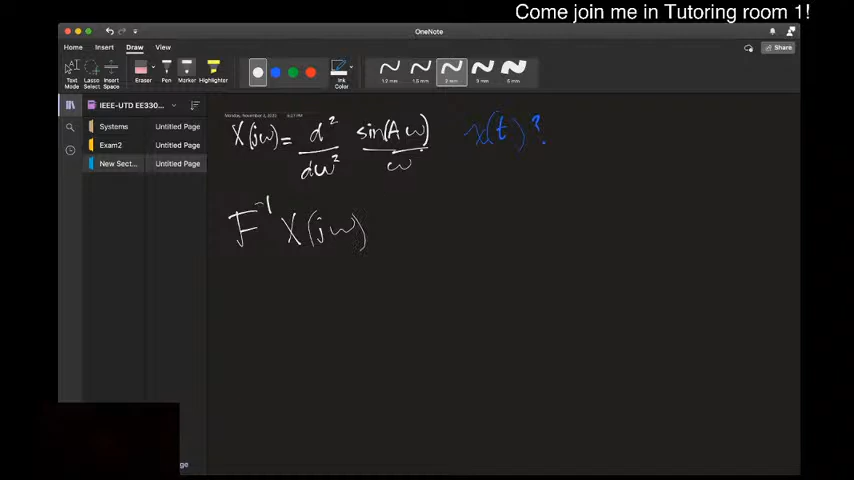 Come join me in Tutoring room 1!
OneNote
Home Insert Draw View
Share
Text Mode
Lasso Select
Insert Space
Eraser
Pen
Marker
Highlighter
Ink Color
IEEE-UTD EE330...
Systems Untitled Page
Exam2 Untitled Page
New Sect... Untitled Page
X(jω) = d²/dω² sin(Aω)/ω x(t)?
F⁻¹ X(jω)